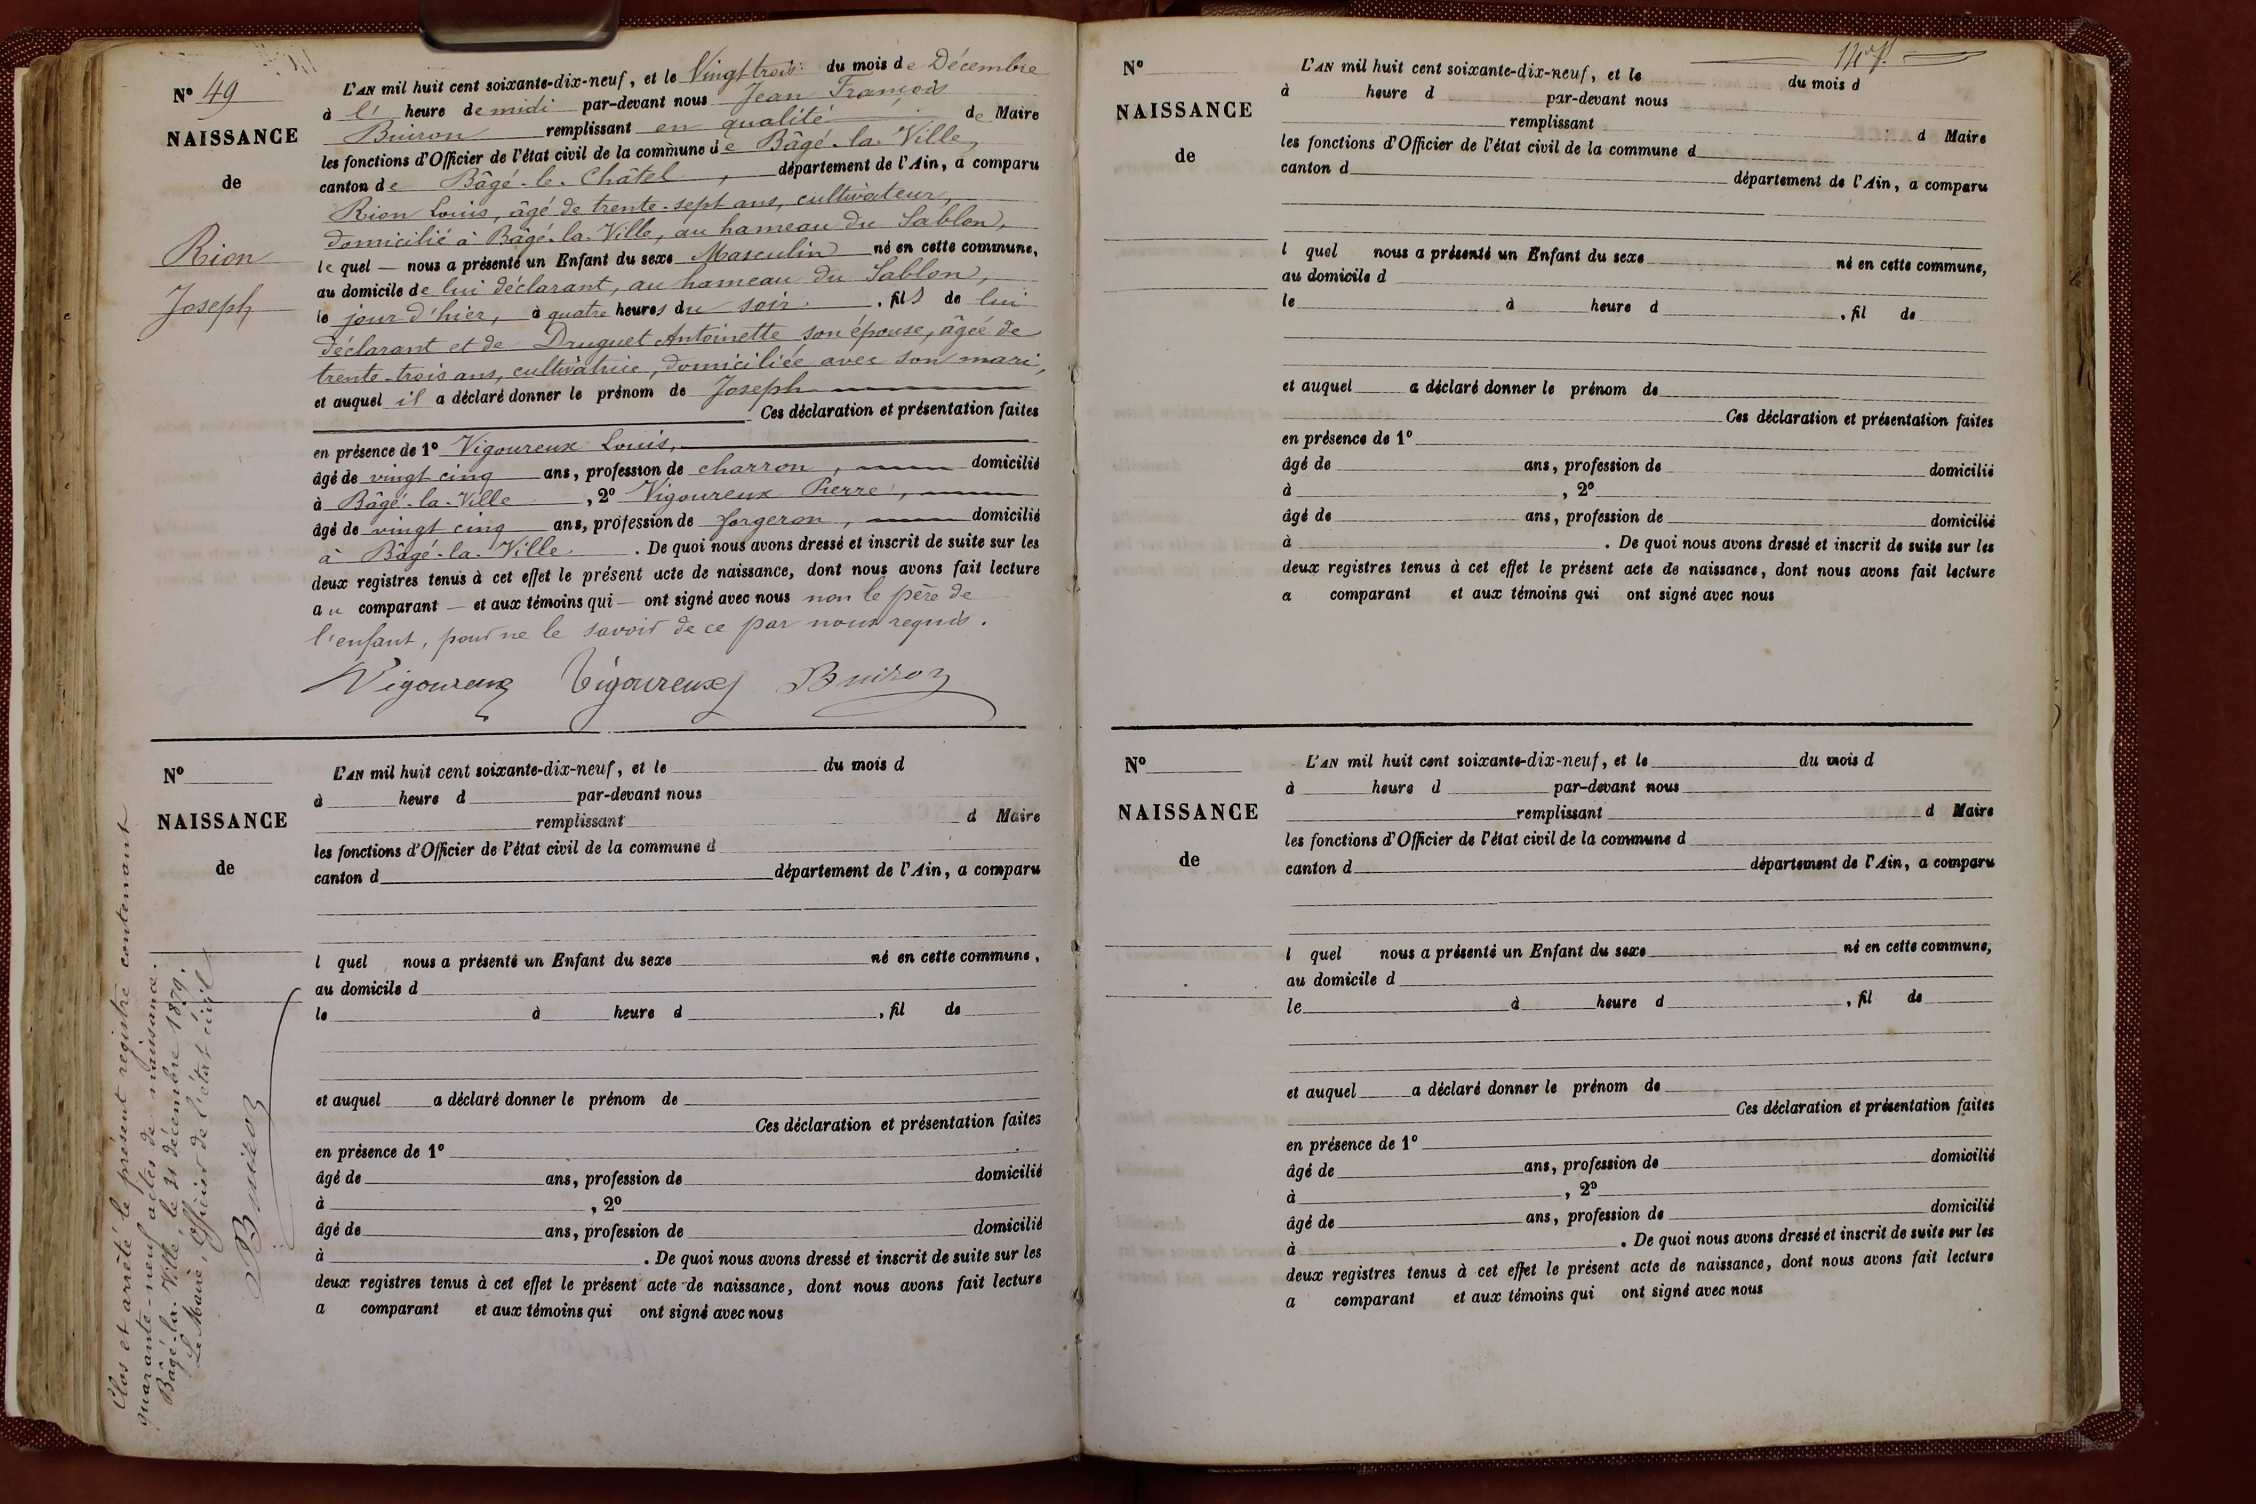 N° 49
NAISSANCE
de
Rion
Joseph
L'AN mil huit cent soixante-dix-neuf, et le Vingt trois du mois de Décembre
à l' heure de midi par-devant nous Jean François
Buiron remplissant en qualité de Maire
les fonctions d'Officier de l'état civil de la commune de Bâgé-la-Ville,
canton de Bâgé-le-Châtel, département de l'Ain, a comparu
Rion Louis, âgé de trente-sept ans, cultivateur,
domicilié à Bâgé-la-Ville, au hameau du Sablon,
le quel — nous a présenté un Enfant du sexe Masculin né en cette commune,
au domicile de lui déclarant, au hameau du Sablon,
le jour d'hier, à quatre heures du soir, fils de lui
déclarant et de Druguet Antoinette son épouse, âgée de
trente-trois ans, cultivatrice, domiciliée avec son mari,
et auquel il a déclaré donner le prénom de Joseph
Ces déclaration et présentation faites
en présence de 1° Vigoureux Louis,
âgé de vingt cinq ans, profession de charron, domicilié
à Bâgé-la-Ville, 2° Vigoureux Pierre,
âgé de vingt cinq ans, profession de forgeron, domicilié
à Bâgé-la-Ville. De quoi nous avons dressé et inscrit de suite sur les
deux registres tenus à cet effet le présent acte de naissance, dont nous avons fait lecture
au comparant — et aux témoins qui — ont signé avec nous non le père de
l'enfant, pour ne le savoir de ce par nous requis.
Vigoureux Vigoureux Buiron
N°
NAISSANCE
de
L'AN mil huit cent soixante-dix-neuf, et le du mois d
à heure d par-devant nous
remplissant d Maire
les fonctions d'Officier de l'état civil de la commune d
canton d département de l'Ain, a comparu
l quel nous a présenté un Enfant du sexe né en cette commune,
au domicile d
le à heure d , fil de
et auquel a déclaré donner le prénom de
Ces déclaration et présentation faites
en présence de 1°
âgé de ans, profession de domicilié
à , 2°
âgé de ans, profession de domicilié
à . De quoi nous avons dressé et inscrit de suite sur les
deux registres tenus à cet effet le présent acte de naissance, dont nous avons fait lecture
a comparant et aux témoins qui ont signé avec nous
Clos et arrêté le présent registre contenant
quarante-neuf actes de naissance.
Bâgé-la-Ville, le 31 décembre 1879.
Le Maire, Officier de l'état civil
Buiron
N°
NAISSANCE
de
L'AN mil huit cent soixante-dix-neuf, et le du mois d
à heure d par-devant nous
remplissant d Maire
les fonctions d'Officier de l'état civil de la commune d
canton d département de l'Ain, a comparu
l quel nous a présenté un Enfant du sexe né en cette commune,
au domicile d
le à heure d , fil de
et auquel a déclaré donner le prénom de
Ces déclaration et présentation faites
en présence de 1°
âgé de ans, profession de domicilié
à , 2°
âgé de ans, profession de domicilié
à . De quoi nous avons dressé et inscrit de suite sur les
deux registres tenus à cet effet le présent acte de naissance, dont nous avons fait lecture
a comparant et aux témoins qui ont signé avec nous
N°
NAISSANCE
de
L'AN mil huit cent soixante-dix-neuf, et le du mois d
à heure d par-devant nous
remplissant d Maire
les fonctions d'Officier de l'état civil de la commune d
canton d département de l'Ain, a comparu
l quel nous a présenté un Enfant du sexe né en cette commune,
au domicile d
le à heure d , fil de
et auquel a déclaré donner le prénom de
Ces déclaration et présentation faites
en présence de 1°
âgé de ans, profession de domicilié
à , 2°
âgé de ans, profession de domicilié
à . De quoi nous avons dressé et inscrit de suite sur les
deux registres tenus à cet effet le présent acte de naissance, dont nous avons fait lecture
a comparant et aux témoins qui ont signé avec nous